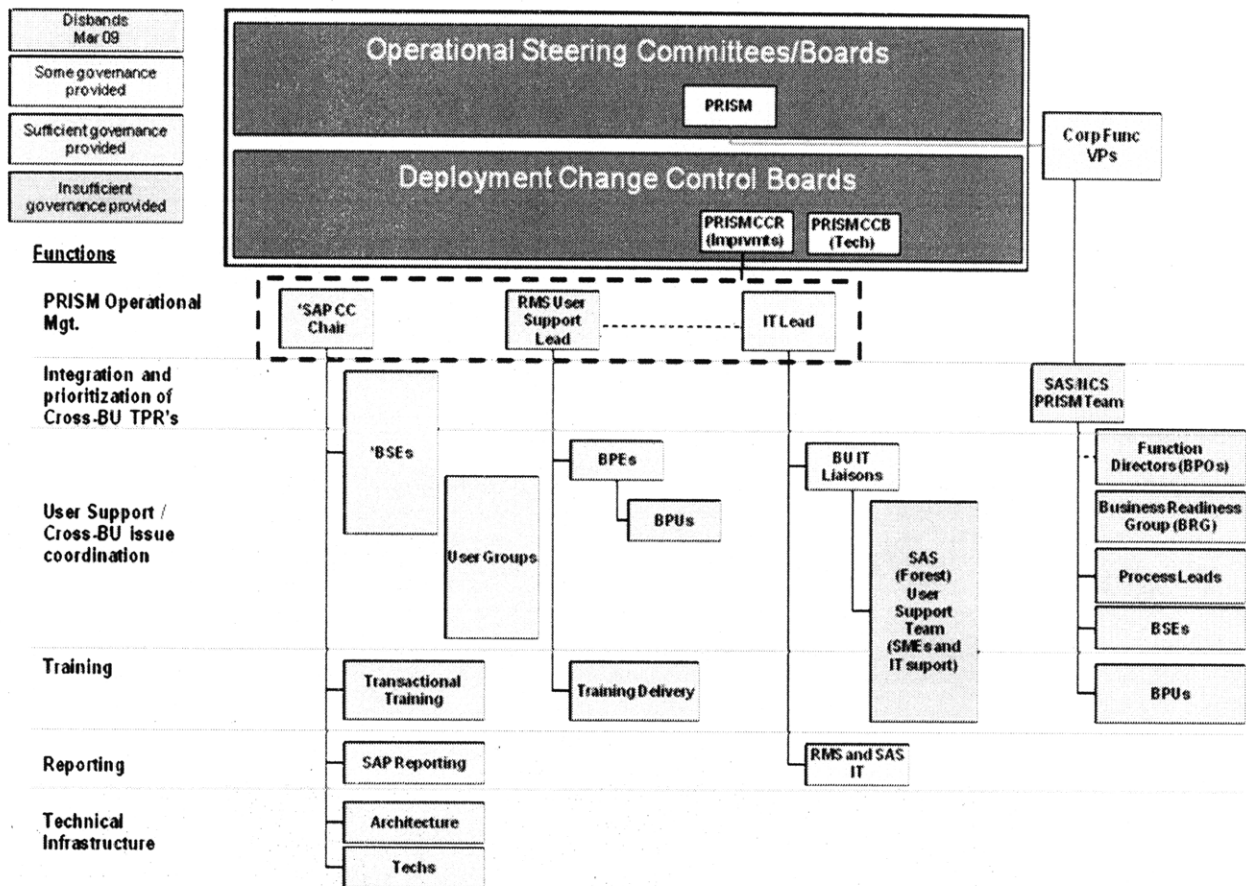 Disbands
Mar 09
Some governance
provided
Sufficient governance
provided
Insufficient
governance provided
Operational Steering Committees/Boards
PRISM
Corp Func
VPs
Deployment Change Control Boards
PRISMCCR
(Imprvmts)
PRISMCCB
(Tech)
Functions
PRISM Operational
Mgt.
'SAP CC
Chair
RMS User
Support
Lead
IT Lead
Integration and
prioritization of
Cross-BU TPR's
SAS/IICS
PRISM Team
'BSEs
BPEs
BU IT
Liaisons
Function
Directors (BPOs)
User Support /
Cross-BU issue
coordination
User Groups
BPUs
SAS
(Forest)
User
Support
Team
(SMEs and
IT suport)
Business Readiness
Group (BRG)
Process Leads
BSEs
BPUs
Training
Transactional
Training
Training Delivery
Reporting
SAP Reporting
RMS and SAS
IT
Technical
Infrastructure
Architecture
Techs